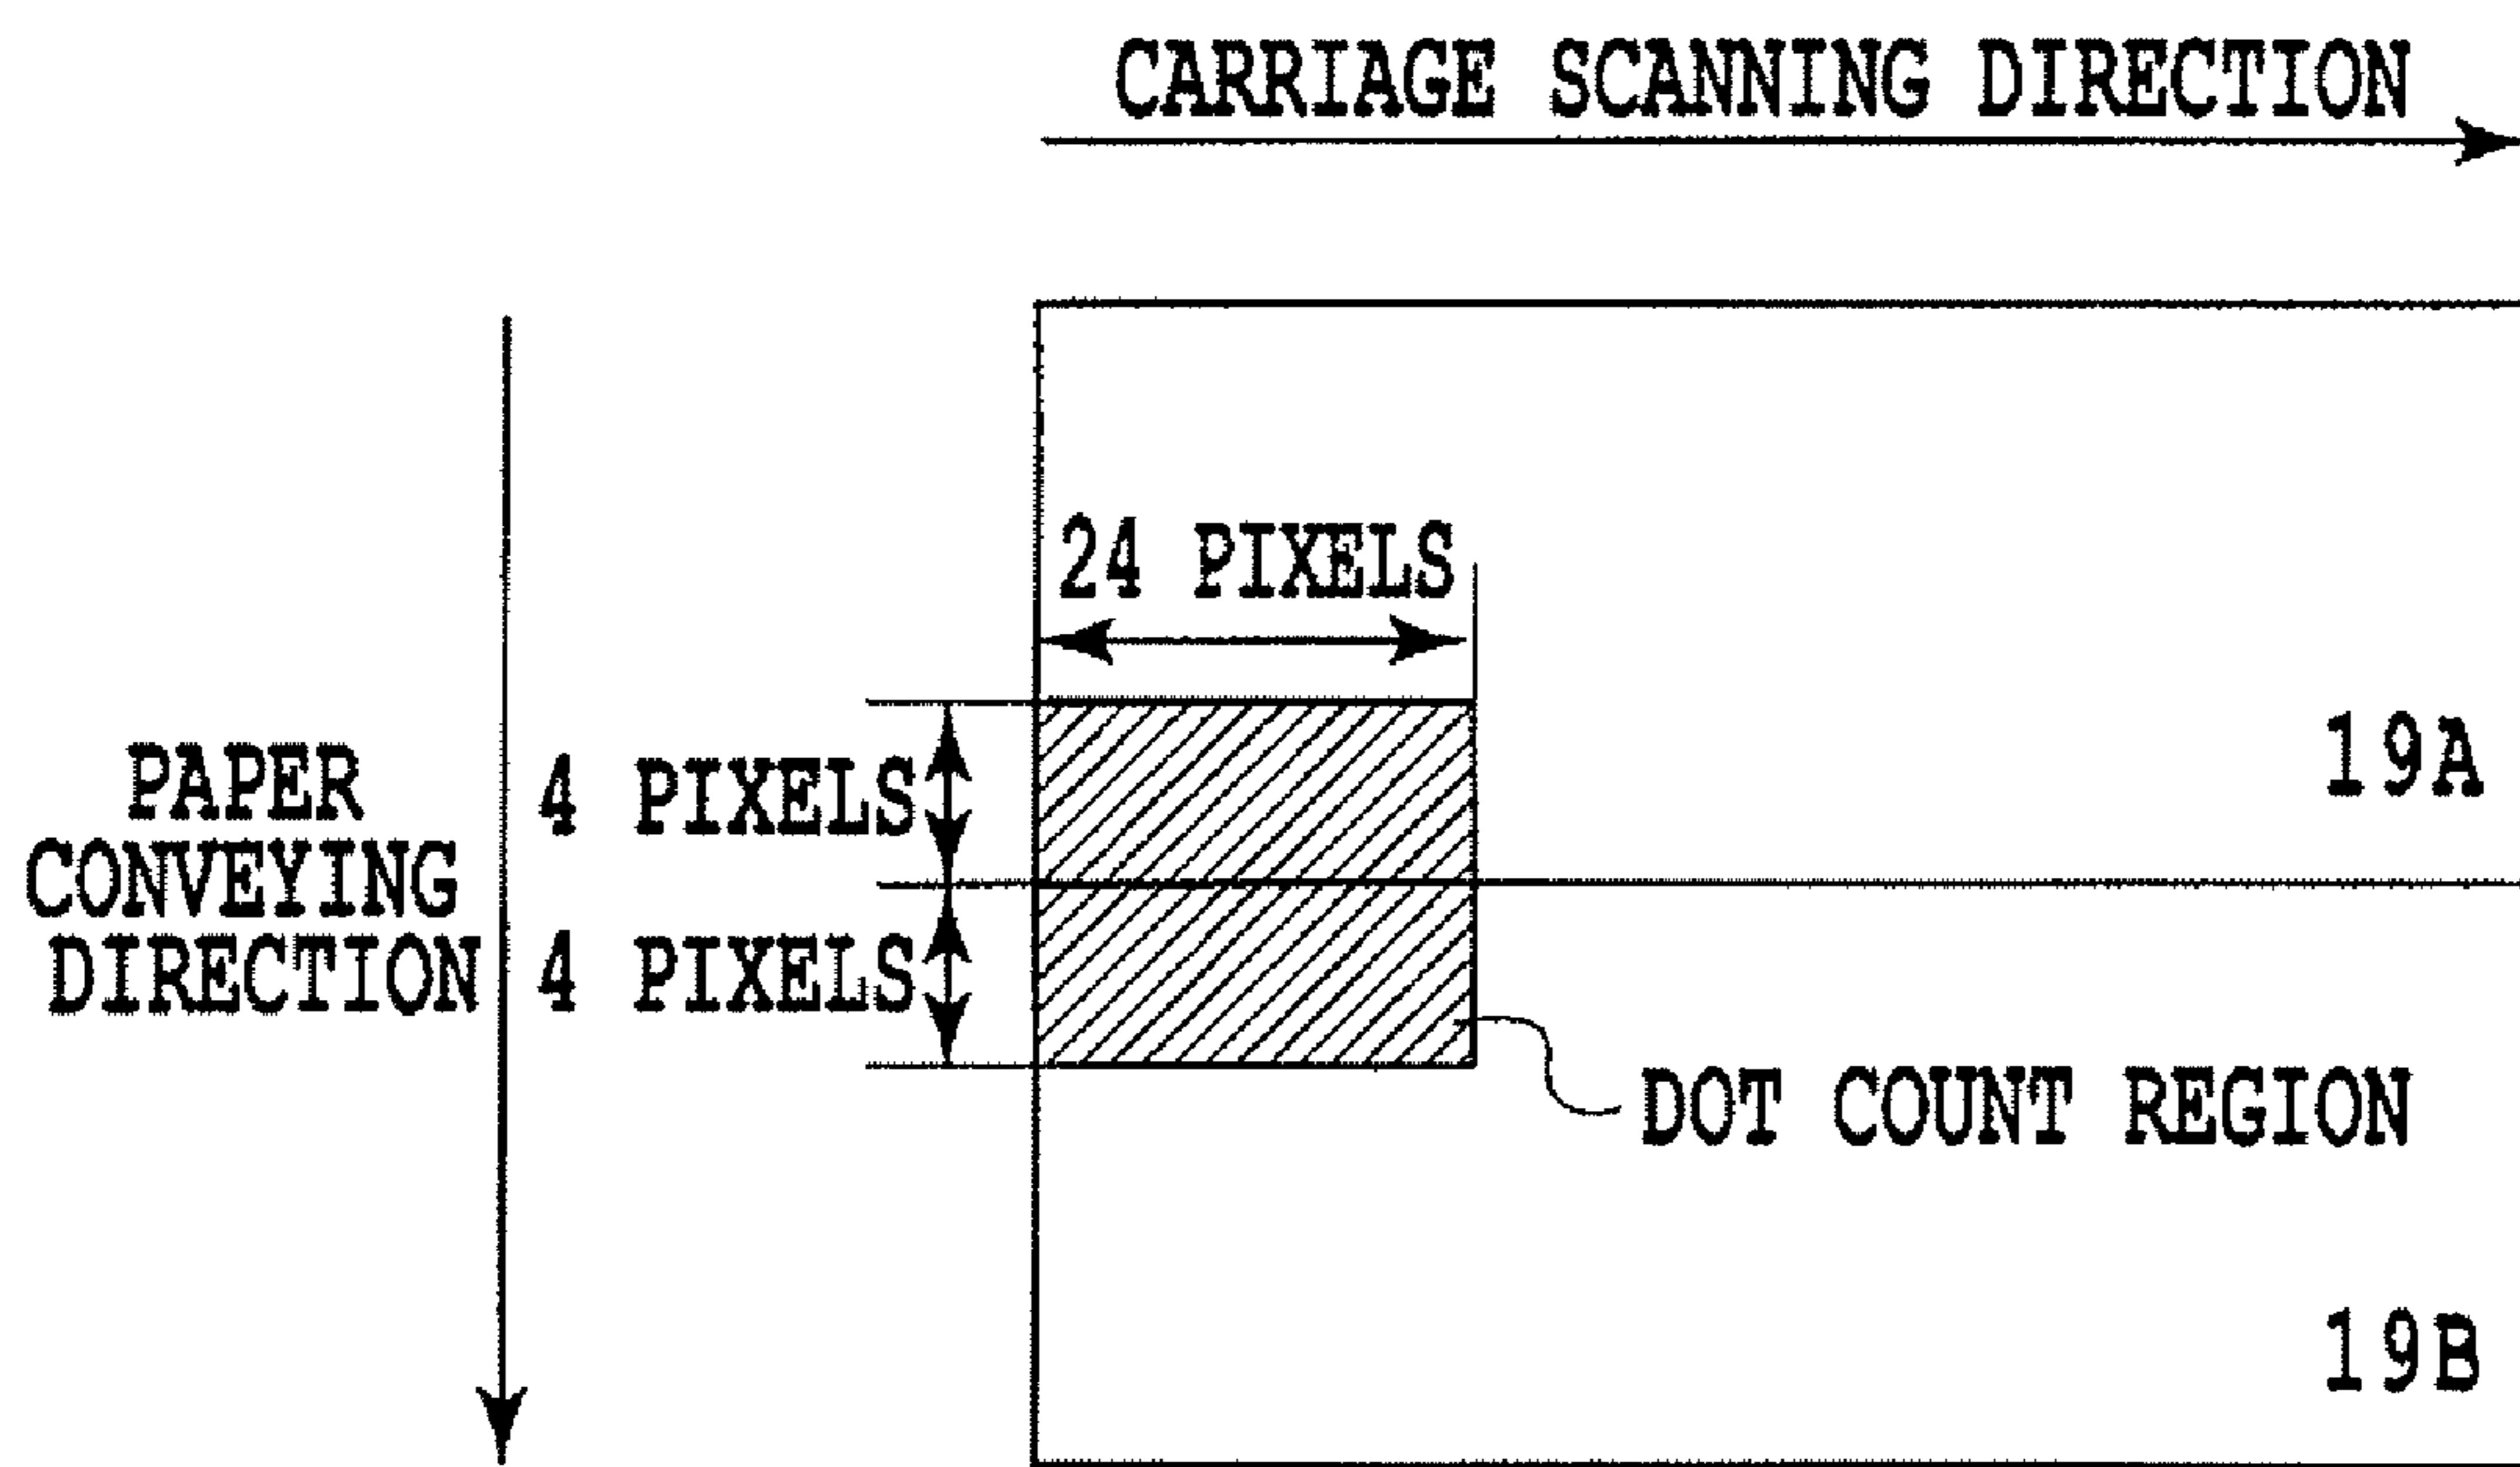 CARRIAGE SCANNING DIRECTION
24 PIXELS
19A
PAPER
CONVEYING
DIRECTION
4 PIXELS
4 PIXELS
DOT COUNT REGION
19B